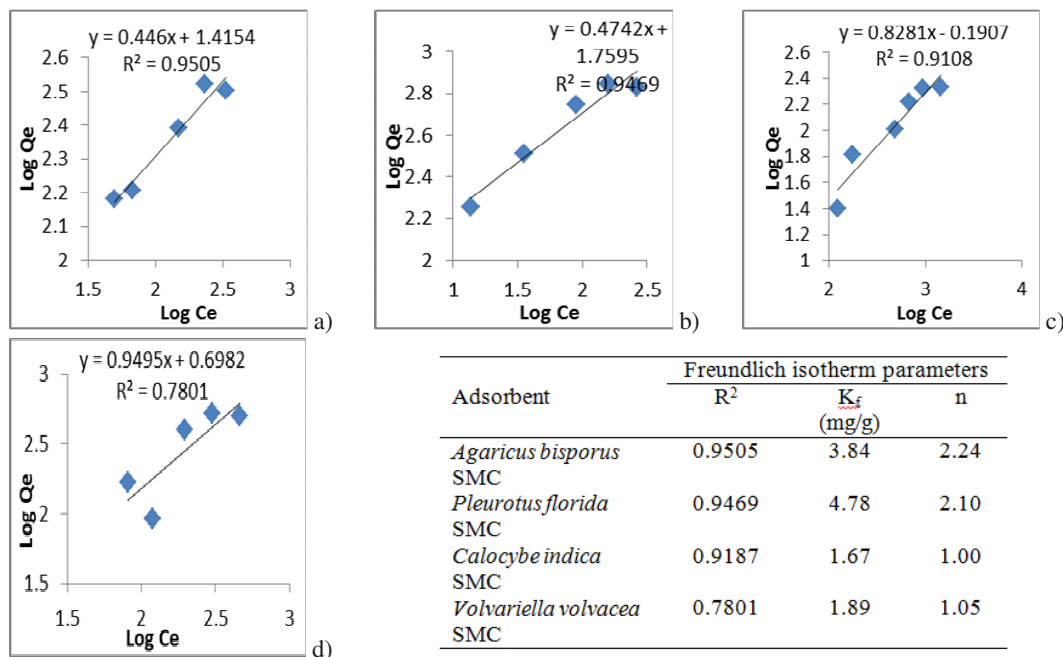 y = 0.446x + 1.4154
R² = 0.9505
2.6
2.5
2.4
2.3
2.2
2.1
2
1.5 2 2.5 3
Log Qe
Log Ce
a)
y = 0.4742x +
1.7595
R² = 0.9469
3
2.8
2.6
2.4
2.2
2
1 1.5 2 2.5
Log Qe
Log Ce
b)
y = 0.8281x - 0.1907
R² = 0.9108
2.6
2.4
2.2
2
1.8
1.6
1.4
1.2
1
2 3 4
Log Qe
Log Ce
c)
y = 0.9495x + 0.6982
R² = 0.7801
3
2.5
2
1.5
1.5 2 2.5 3
Log Qe
Log Ce
d)
Freundlich isotherm parameters
Adsorbent R² Kf n
(mg/g)
Agaricus bisporus 0.9505 3.84 2.24
SMC
Pleurotus florida 0.9469 4.78 2.10
SMC
Calocybe indica 0.9187 1.67 1.00
SMC
Volvariella volvacea 0.7801 1.89 1.05
SMC